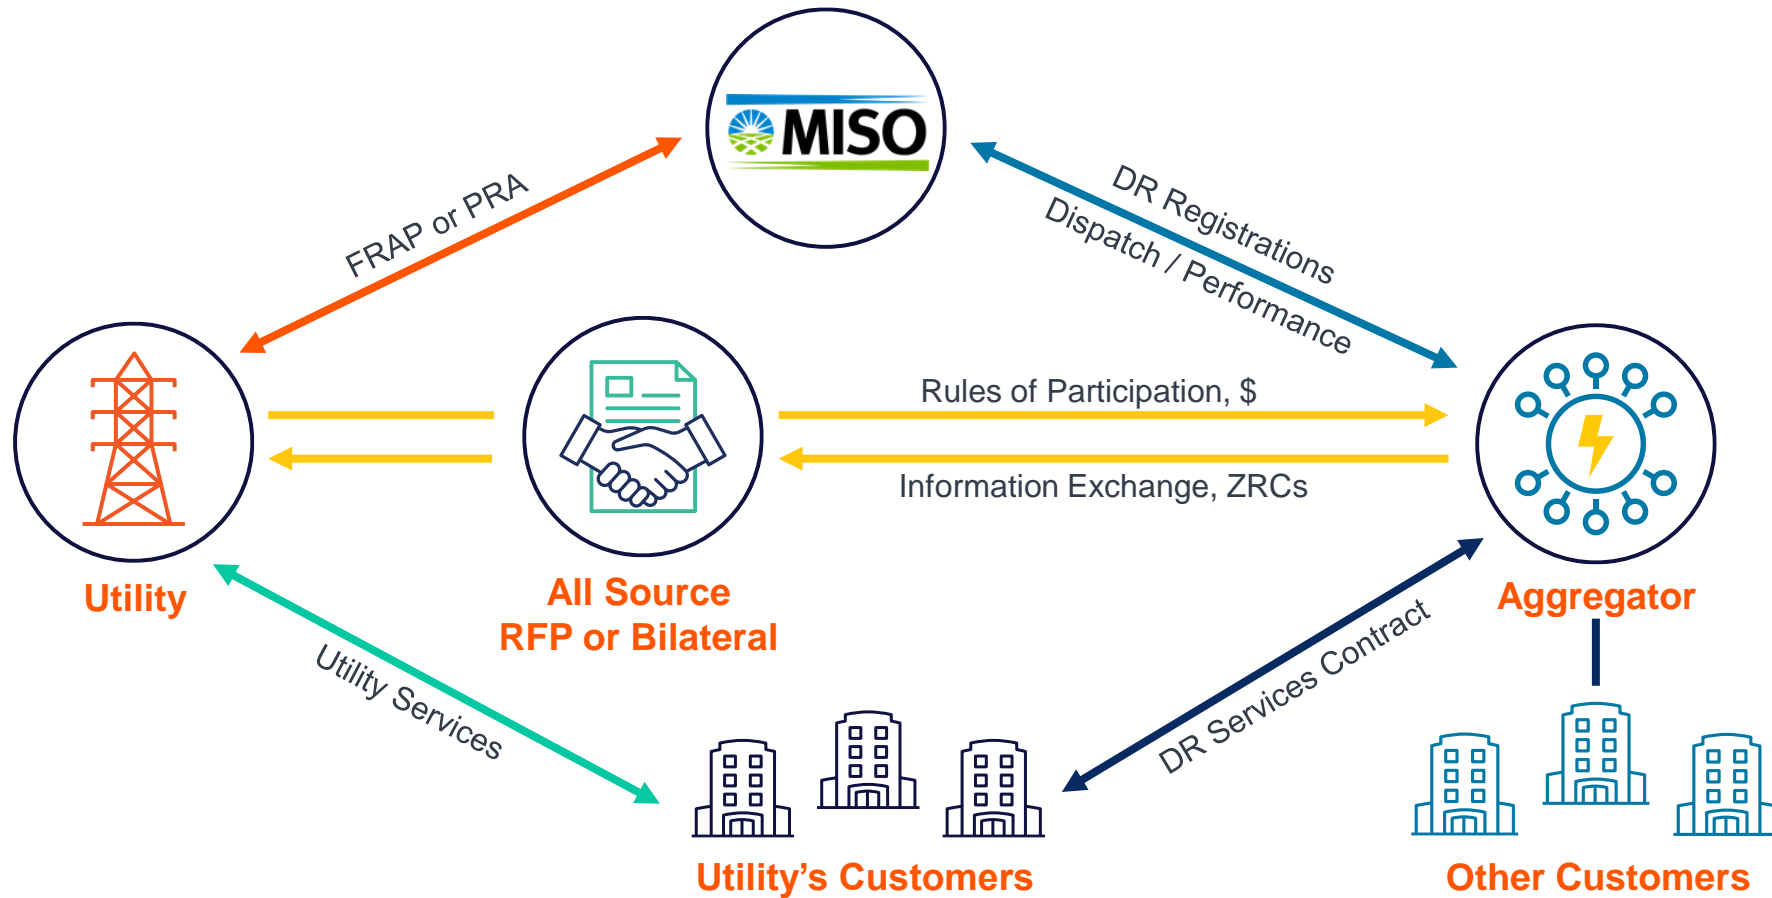 MISO
FRAP or PRA
DR Registrations
Dispatch / Performance
Rules of Participation, $
Information Exchange, ZRCs
Utility
All Source
RFP or Bilateral
Aggregator
Utility Services
DR Services Contract
Utility’s Customers
Other Customers